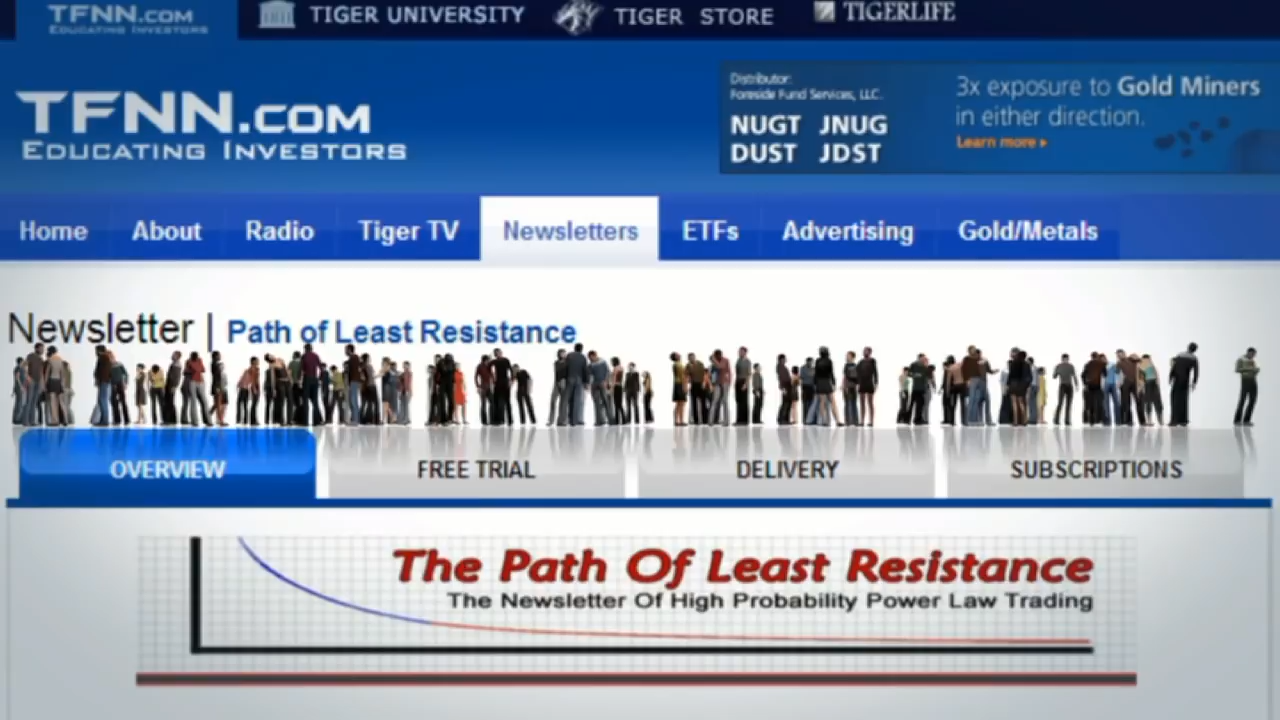 TFNN.COM
EDUCATING INVESTORS
TIGER UNIVERSITY
TIGER STORE
TIGERLIFE
TFNN.COM
EDUCATING INVESTORS
Distributor:
Foreside Fund Services, LLC.
NUGT JNUG
DUST JDST
3x exposure to Gold Miners
in either direction.
Learn more
Home About Radio Tiger TV Newsletters ETFs Advertising Gold/Metals
Newsletter | Path of Least Resistance
OVERVIEW FREE TRIAL DELIVERY SUBSCRIPTIONS
The Path Of Least Resistance
The Newsletter Of High Probability Power Law Trading